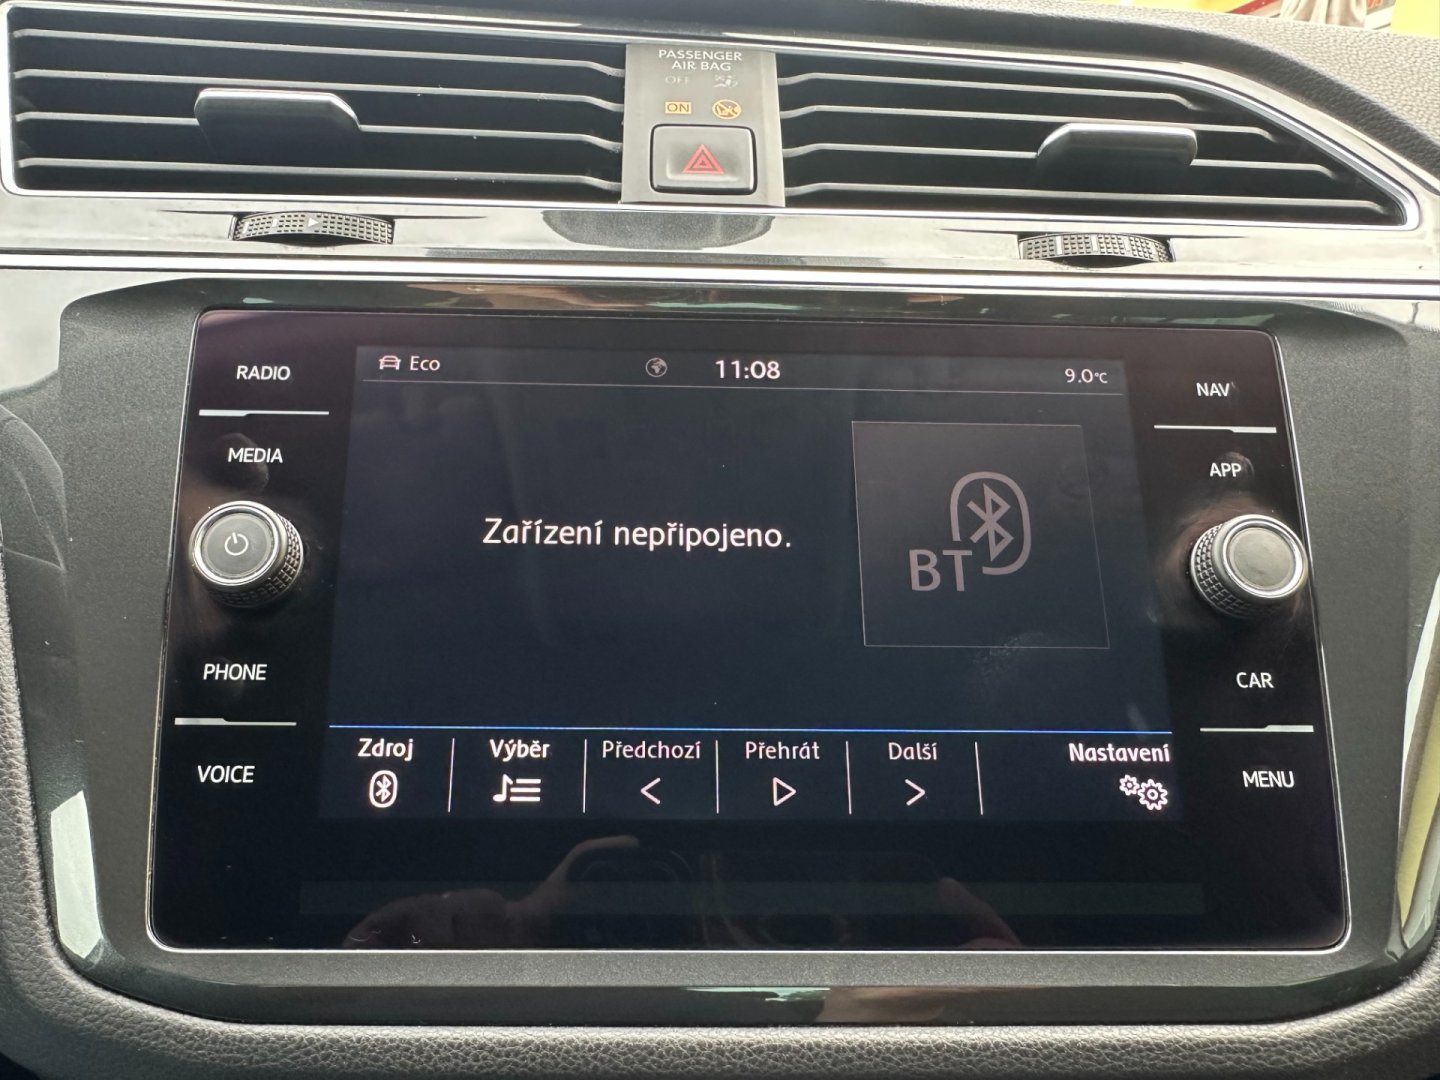 PASSENGER
AIR BAG
OFF
ON
RADIO
MEDIA
PHONE
VOICE
Eco
11:08
9.0°C
Zařízení nepřipojeno.
BT
Zdroj
Výběr
Předchozí
Přehrát
Další
Nastavení
NAV
APP
CAR
MENU